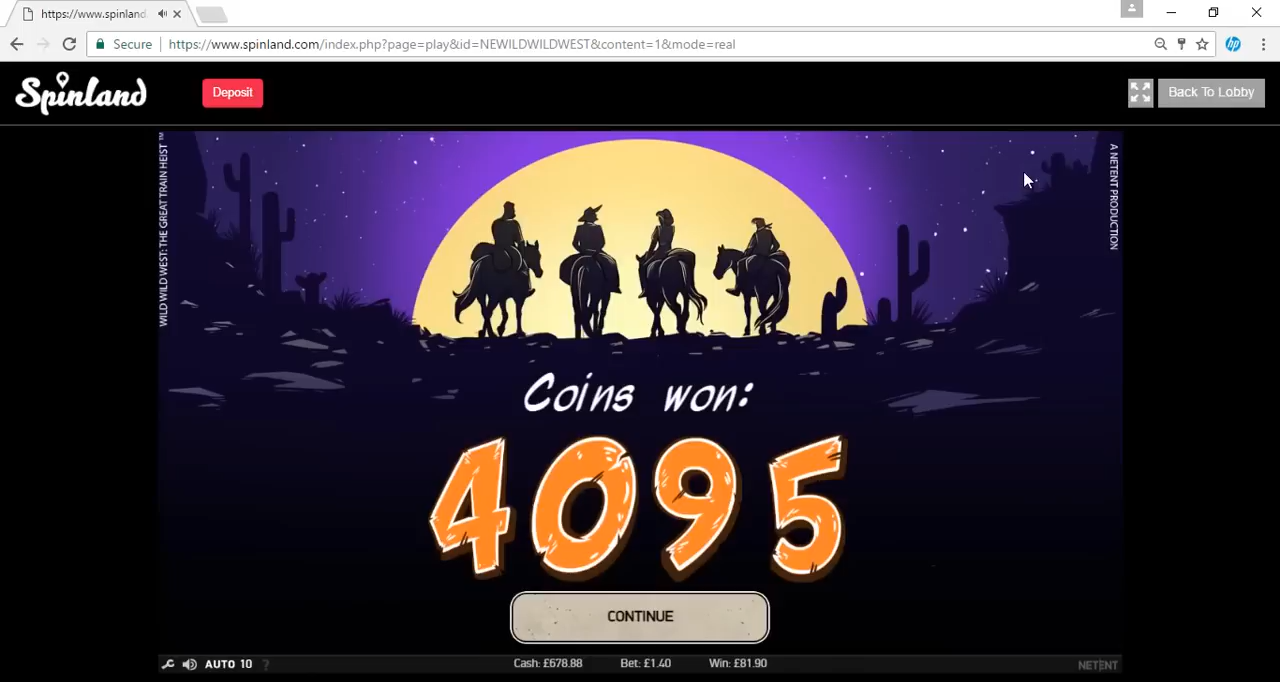 https://www.spinland
Secure https://www.spinland.com/index.php?page=play&id=NEWILDWILDWEST&content=1&mode=real
hp
Spinland
Deposit
Back To Lobby
WILD WILD WEST: THE GREAT TRAIN HEIST™
A NETENT PRODUCTION
Coins won:
4095
CONTINUE
AUTO 10 ? Cash: £678.88 Bet: £1.40 Win: £81.90 NETENT